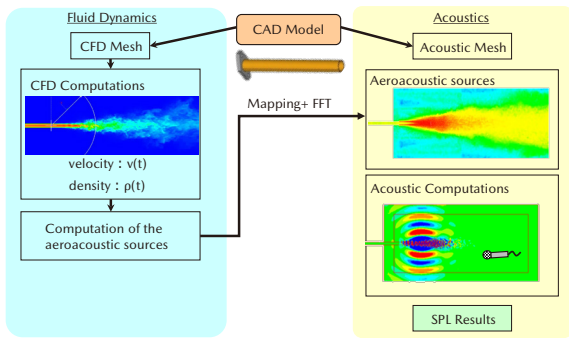 Fluid Dynamics
CFD Mesh
CFD Computations
velocity：v(t)
density：ρ(t)
Computation of the
aeroacoustic sources
CAD Model
Mapping+ FFT
Acoustics
Acoustic Mesh
Aeroacoustic sources
Acoustic Computations
SPL Results